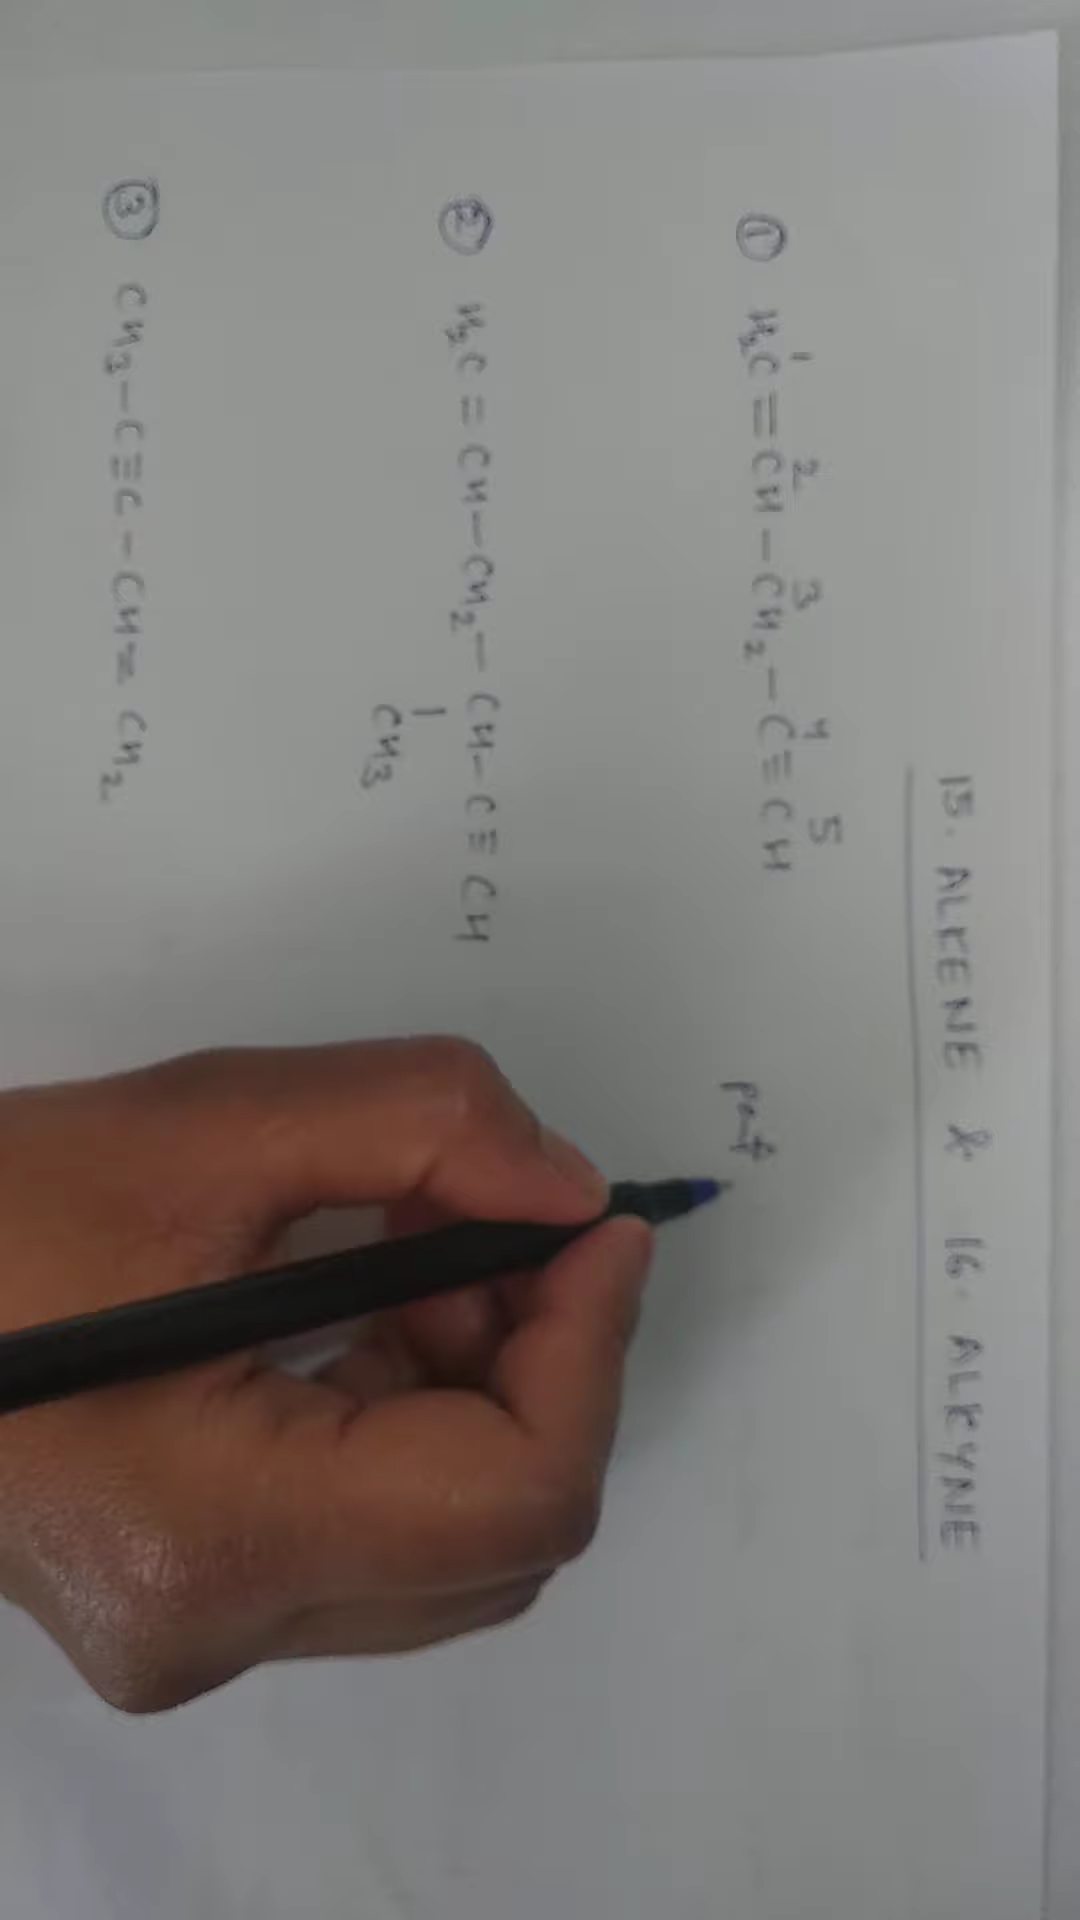 15. ALKENE & 16. ALKYNE
1 2 3 4 5
① H₂C = CH - CH₂ - C ≡ CH pent
② H₂C = CH - CH₂ - CH - C ≡ CH
|
CH₃
③ CH₃ - C ≡ C - CH = CH₂